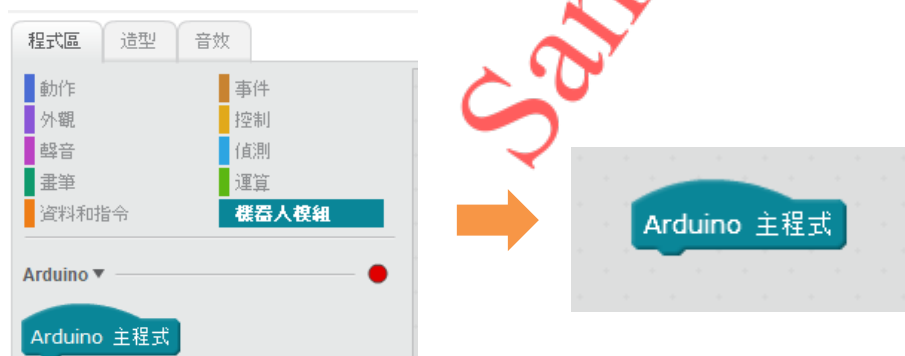 程式區 造型 音效
動作 事件
外觀 控制
聲音 偵測
畫筆 運算
資料和指令 機器人模組
Arduino ▼
Arduino 主程式
Arduino 主程式
Sam